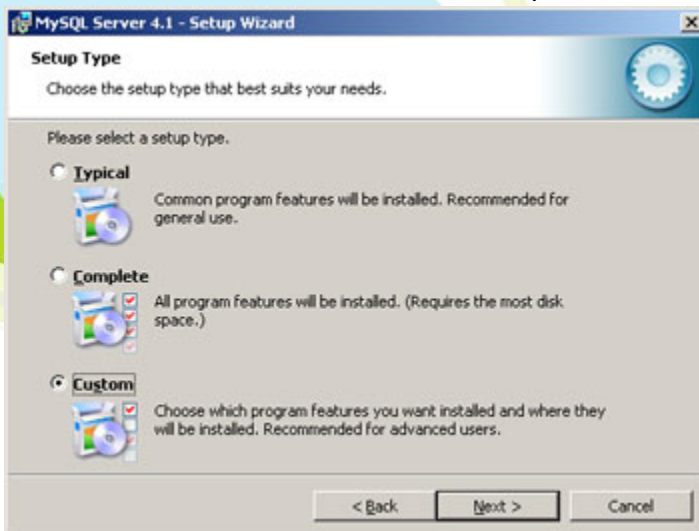 MySQL Server 4.1 - Setup Wizard
Setup Type
Choose the setup type that best suits your needs.
Please select a setup type.
Typical
Common program features will be installed. Recommended for
general use.
Complete
All program features will be installed. (Requires the most disk
space.)
Custom
Choose which program features you want installed and where they
will be installed. Recommended for advanced users.
< Back
Next >
Cancel